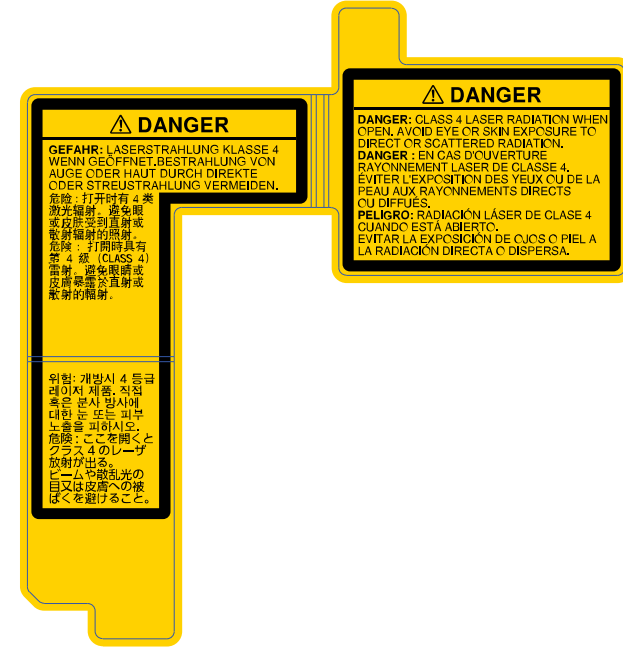 ⚠ DANGER
GEFAHR: LASERSTRAHLUNG KLASSE 4
WENN GEÖFFNET.BESTRAHLUNG VON
AUGE ODER HAUT DURCH DIREKTE
ODER STREUSTRAHLUNG VERMEIDEN.
危险 : 打开时有 4 类
激光辐射。避免眼
或皮肤受到直射或
散射辐射的照射。
危険 : 打開時具有
第 4 級 (CLASS 4)
雷射。避免眼睛或
皮膚暴露於直射或
散射的輻射。
위험: 개방시 4 등급
레이저 제품. 직접
혹은 분사 방사에
대한 눈 또는 피부
노출을 피하시오.
危険 : ここを開くと
クラス 4 のレーザ
放射が出る。
ビームや散乱光の
目又は皮膚への被
ばくを避けること。
⚠ DANGER
DANGER: CLASS 4 LASER RADIATION WHEN
OPEN. AVOID EYE OR SKIN EXPOSURE TO
DIRECT OR SCATTERED RADIATION.
DANGER : EN CAS D'OUVERTURE
RAYONNEMENT LASER DE CLASSE 4.
ÉVITER L'EXPOSITION DES YEUX OU DE LA
PEAU AUX RAYONNEMENTS DIRECTS
OU DIFFUÉS.
PELIGRO: RADIACIÓN LÁSER DE CLASE 4
CUANDO ESTÁ ABIERTO.
EVITAR LA EXPOSICIÓN DE OJOS O PIEL A
LA RADIACIÓN DIRECTA O DISPERSA.